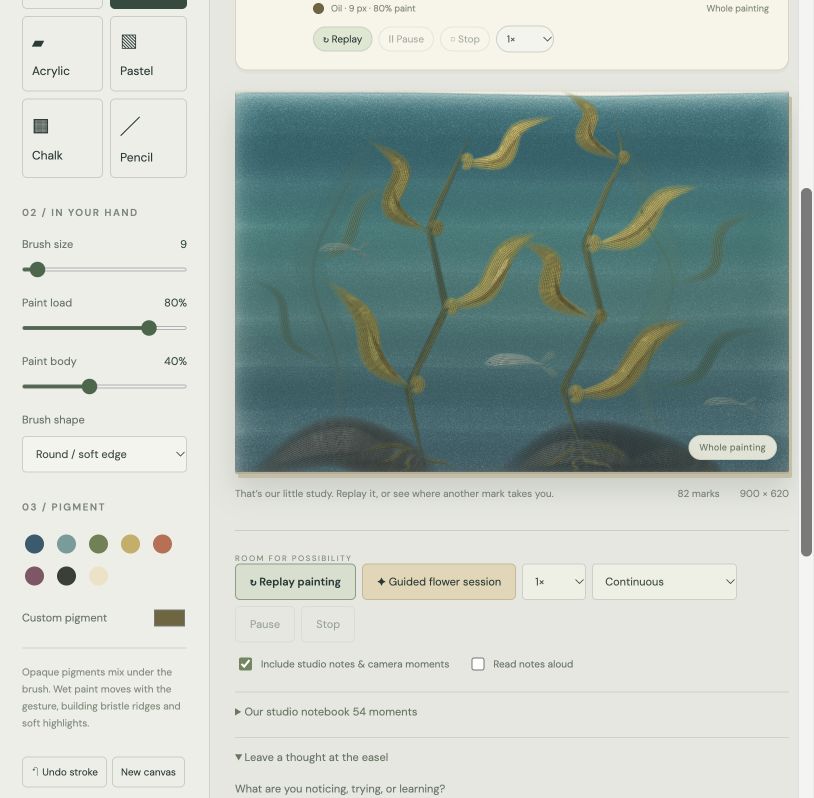 Acrylic
Pastel
Chalk
Pencil
02 / IN YOUR HAND
Brush size 9
Paint load 80%
Paint body 40%
Brush shape
Round / soft edge
03 / PIGMENT
Custom pigment
Opaque pigments mix under the
brush. Wet paint moves with the
gesture, building bristle ridges and
soft highlights.
Undo stroke
New canvas
Oil · 9 px · 80% paint
Whole painting
↻ Replay
II Pause
□ Stop
1×
Whole painting
That's our little study. Replay it, or see where another mark takes you.
82 marks
900 × 620
ROOM FOR POSSIBILITY
↻ Replay painting
✦ Guided flower session
1×
Continuous
Pause
Stop
Include studio notes & camera moments
Read notes aloud
▶ Our studio notebook 54 moments
▼ Leave a thought at the easel
What are you noticing, trying, or learning?